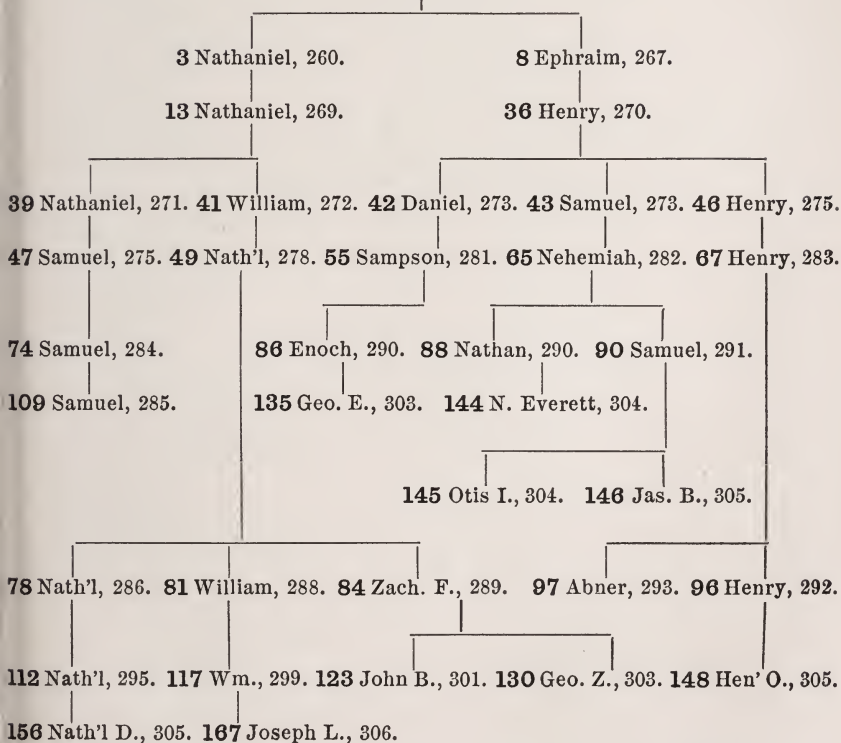 3 Nathaniel, 260. 8 Ephraim, 267.
13 Nathaniel, 269. 36 Henry, 270.
39 Nathaniel, 271. 41 William, 272. 42 Daniel, 273. 43 Samuel, 273. 46 Henry, 275.
47 Samuel, 275. 49 Nath'l, 278. 55 Sampson, 281. 65 Nehemiah, 282. 67 Henry, 283.
74 Samuel, 284. 86 Enoch, 290. 88 Nathan, 290. 90 Samuel, 291.
109 Samuel, 285. 135 Geo. E., 303. 144 N. Everett, 304.
145 Otis I., 304. 146 Jas. B., 305.
78 Nath'l, 286. 81 William, 288. 84 Zach. F., 289. 97 Abner, 293. 96 Henry, 292.
112 Nath'l, 295. 117 Wm., 299. 123 John B., 301. 130 Geo. Z., 303. 148 Hen' O., 305.
156 Nath'l D., 305. 167 Joseph L., 306.